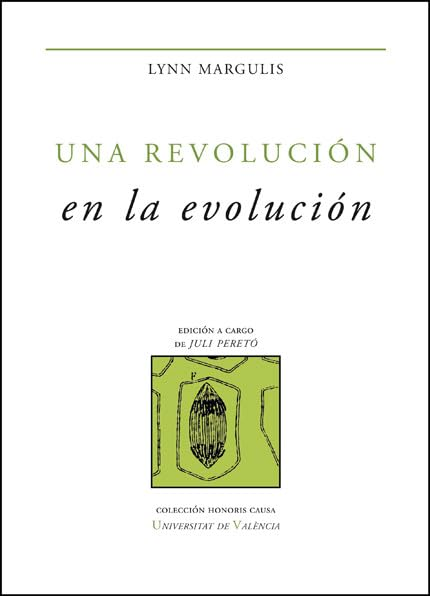 LYNN MARGULIS
UNA REVOLUCIÓN
en la evolución
EDICIÓN A CARGO
DE JULI PERETÓ
F
COLECCIÓN HONORIS CAUSA
UNIVERSITAT DE VALÈNCIA